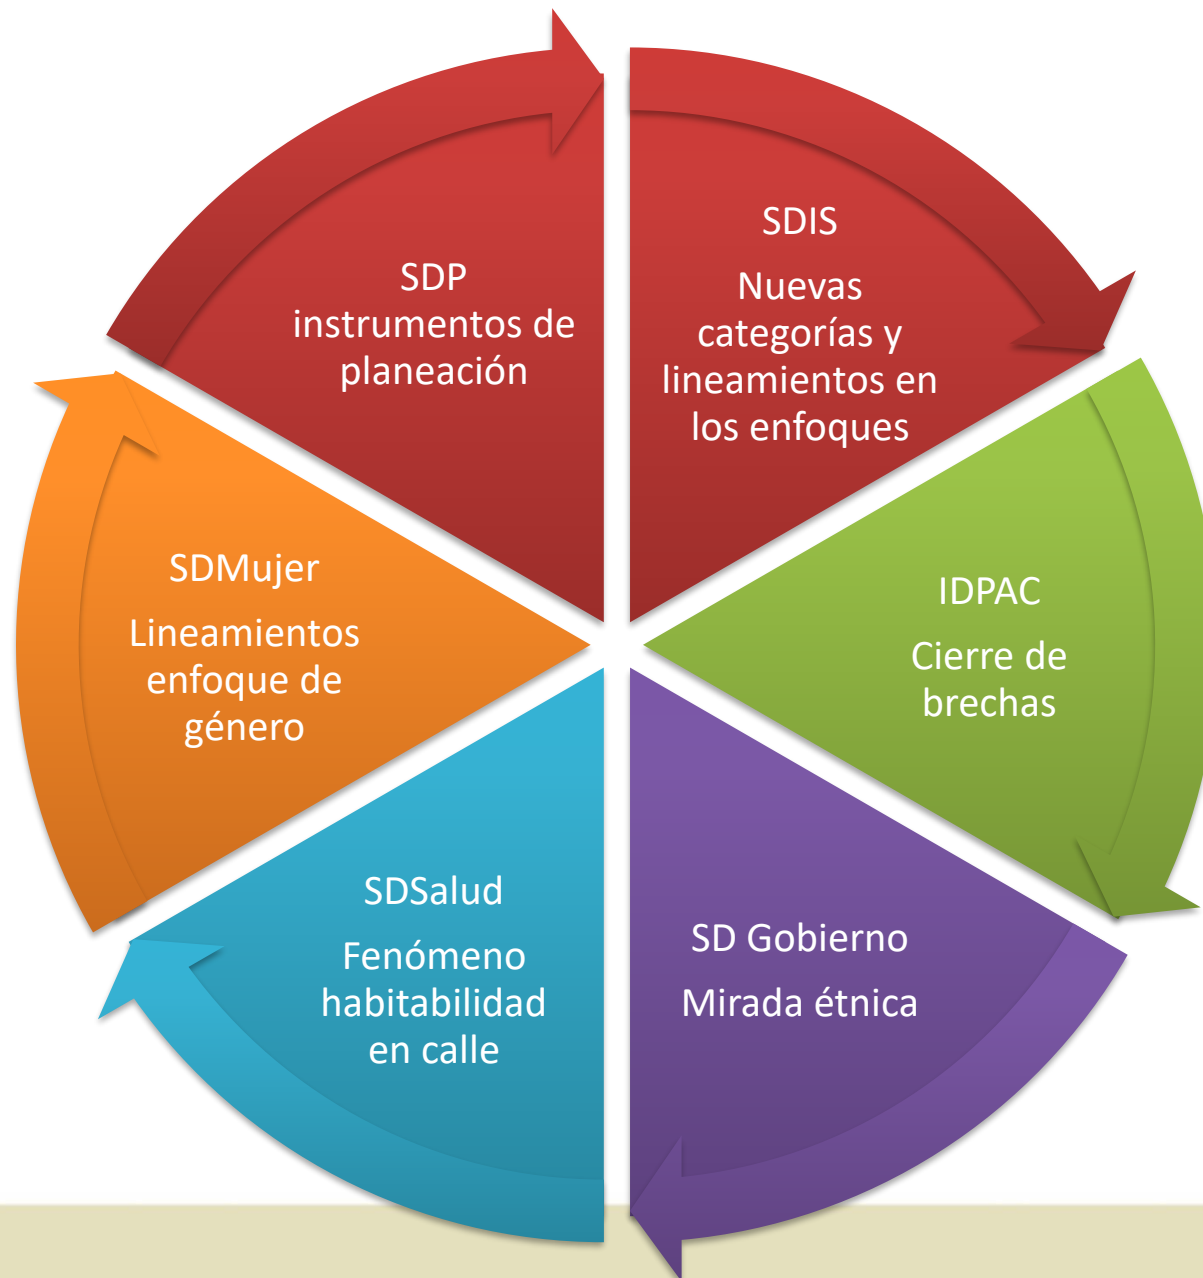 SDIS
Nuevas
categorías y
lineamientos en
los enfoques
IDPAC
Cierre de
brechas
SD Gobierno
Mirada étnica
SDSalud
Fenómeno
habitabilidad
en calle
SDMujer
Lineamientos
enfoque de
género
SDP
instrumentos de
planeación